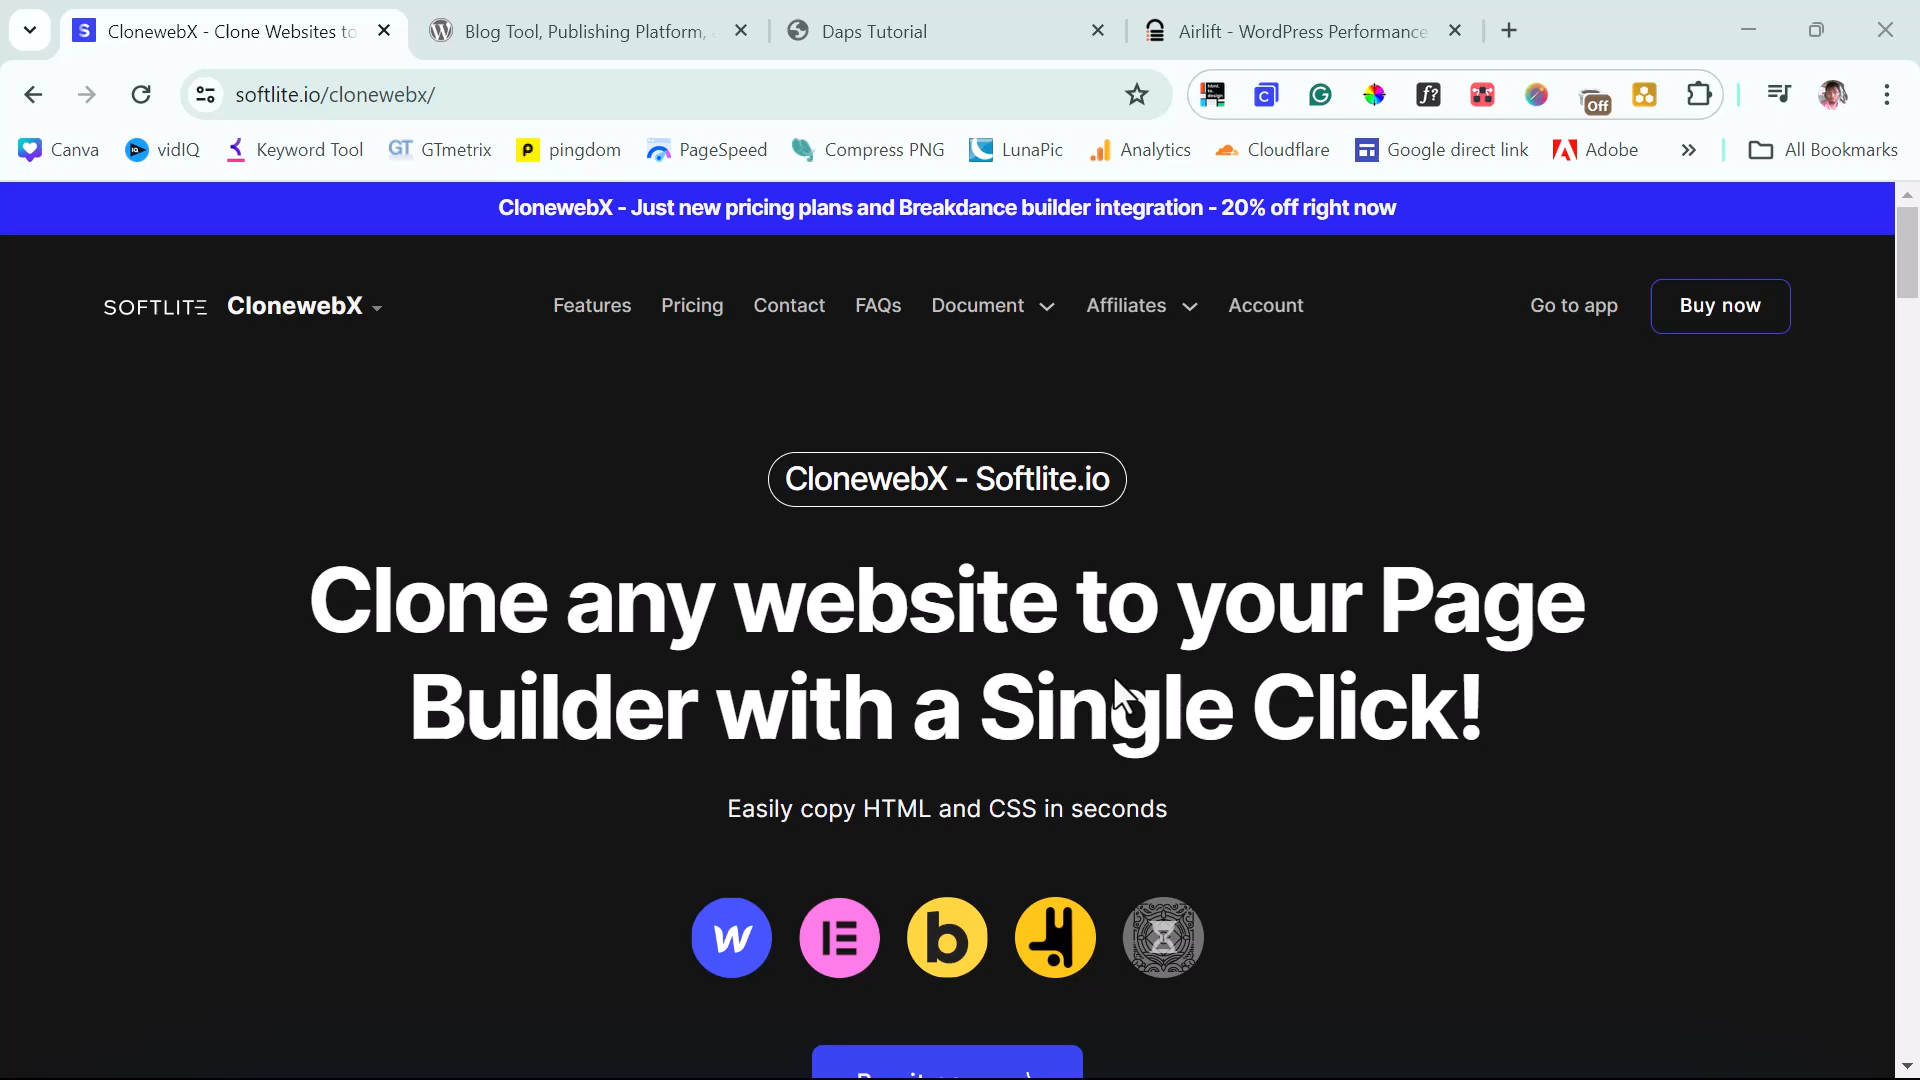 ClonewebX - Clone Websites to
Blog Tool, Publishing Platform,
Daps Tutorial
Airlift - WordPress Performance
softlite.io/clonewebx/
Off
Canva
vidIQ
Keyword Tool
GTmetrix
pingdom
PageSpeed
Compress PNG
LunaPic
Analytics
Cloudflare
Google direct link
Adobe
All Bookmarks
ClonewebX - Just new pricing plans and Breakdance builder integration - 20% off right now
SOFTLITE ClonewebX
Features
Pricing
Contact
FAQs
Document
Affiliates
Account
Go to app
Buy now
ClonewebX - Softlite.io
Clone any website to your Page
Builder with a Single Click!
Easily copy HTML and CSS in seconds